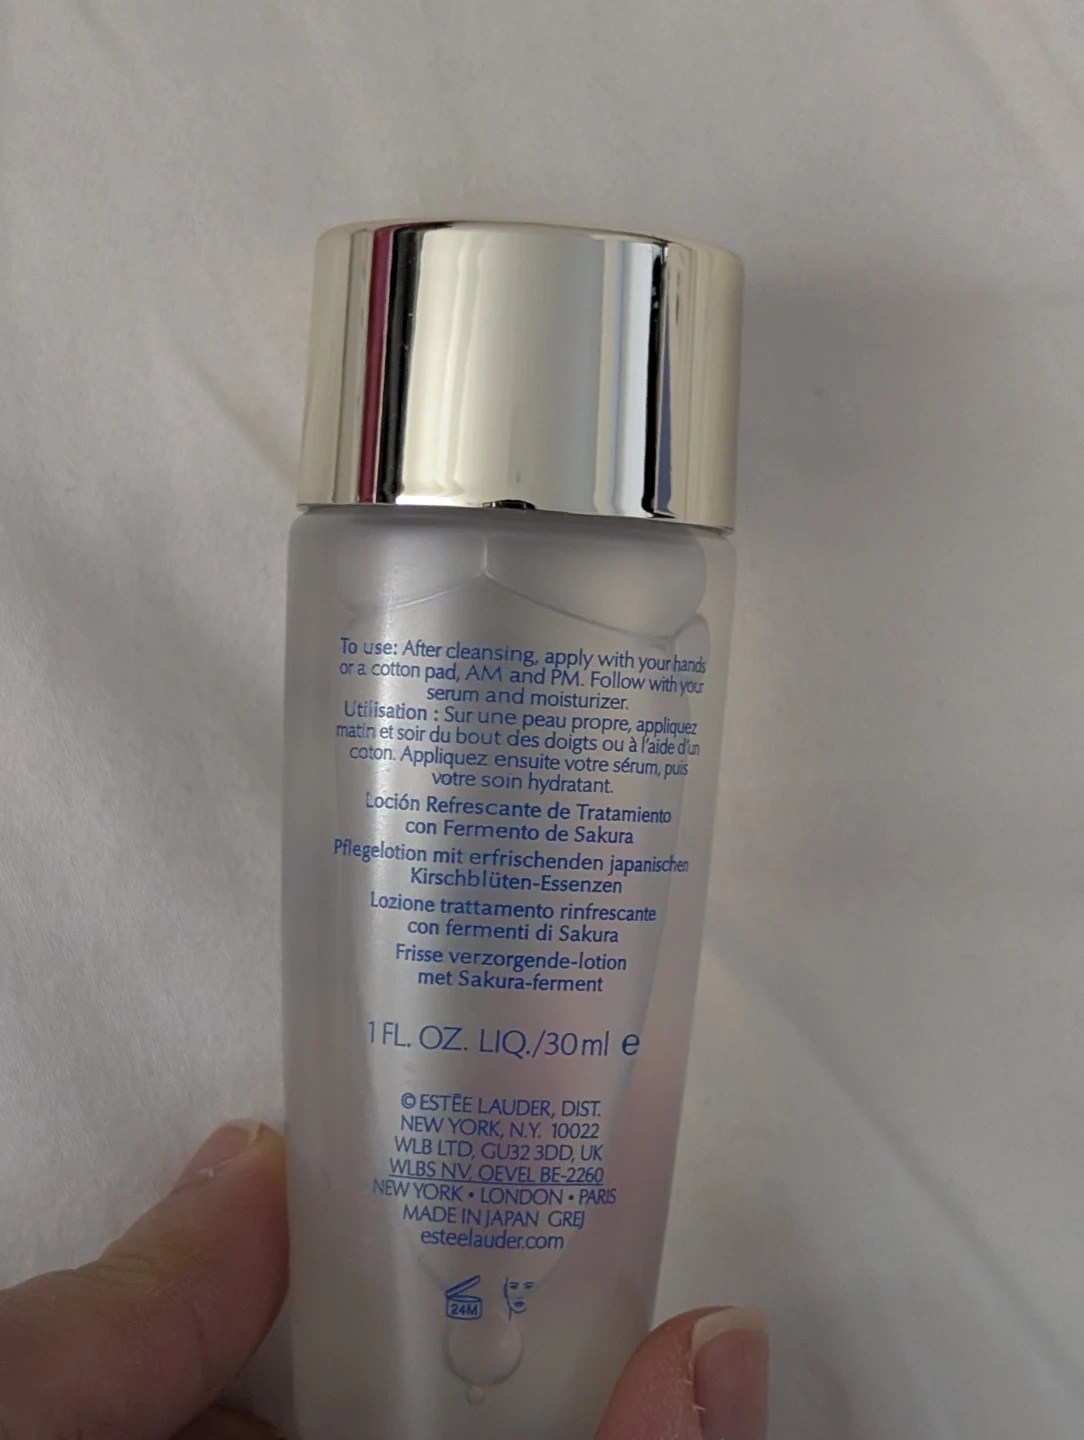 To use: After cleansing, apply with your hands
or a cotton pad, AM and PM. Follow with your
serum and moisturizer.
Utilisation : Sur une peau propre, appliquez
matin et soir du bout des doigts ou à l'aide d'un
coton. Appliquez ensuite votre sérum, puis
votre soin hydratant.
Loción Refrescante de Tratamiento
con Fermento de Sakura
Pflegelotion mit erfrischenden japanischen
Kirschblüten-Essenzen
Lozione trattamento rinfrescante
con fermenti di Sakura
Frisse verzorgende-lotion
met Sakura-ferment
1 FL. OZ. LIQ./30 ml e
© ESTĒE LAUDER, DIST.
NEW YORK, N.Y. 10022
WLB LTD, GU32 3DD, UK
WLBS NV, OEVEL BE-2260
NEW YORK • LONDON • PARIS
MADE IN JAPAN GREJ
esteelauder.com
24M